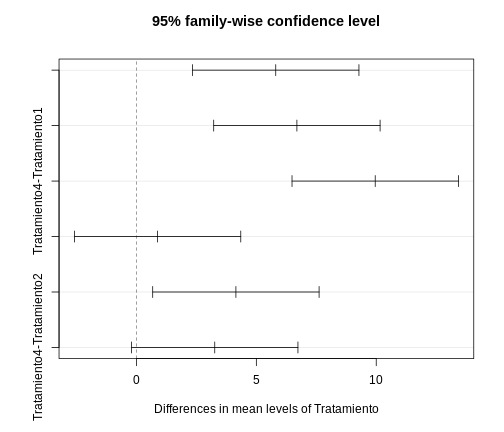 95% family-wise confidence level
Tratamiento4-Tratamiento1
Tratamiento4-Tratamiento2
0 5 10
Differences in mean levels of Tratamiento